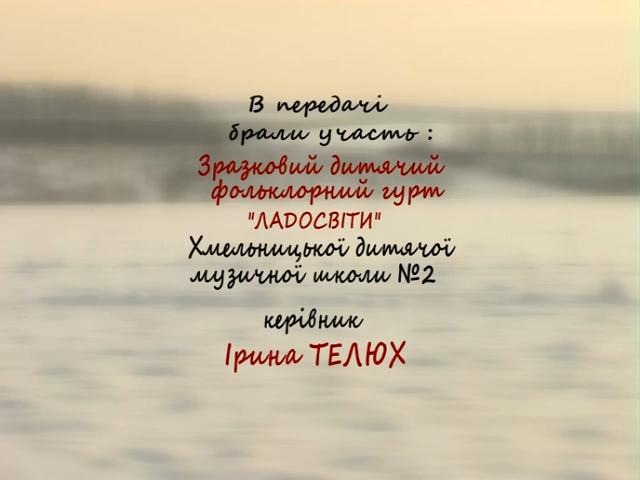 В передачі
брали участь :
Зразковий дитячий
фольклорний гурт
"ЛАДОСВІТИ"
Хмельницької дитячої
музичної школи №2
керівник
Ірина ТЕЛЮХ